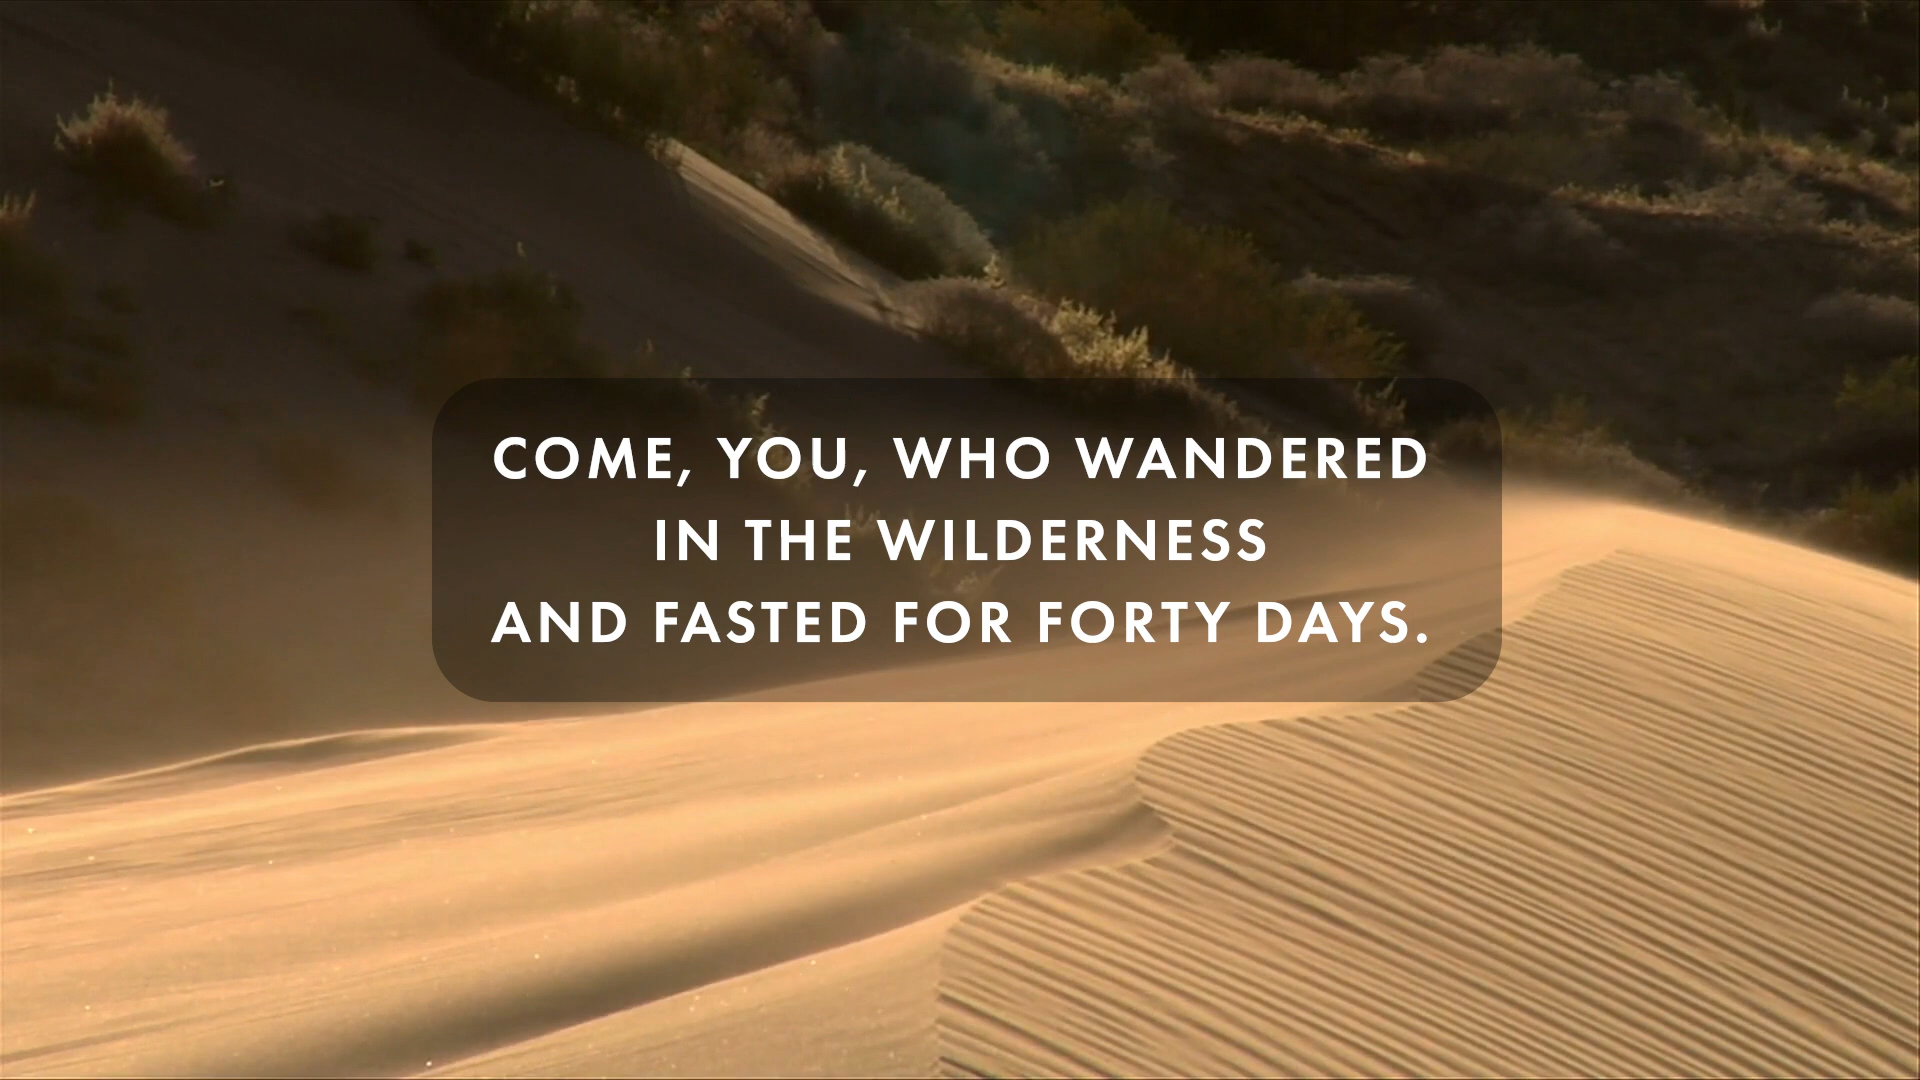 COME, YOU, WHO WANDERED
IN THE WILDERNESS
AND FASTED FOR FORTY DAYS.